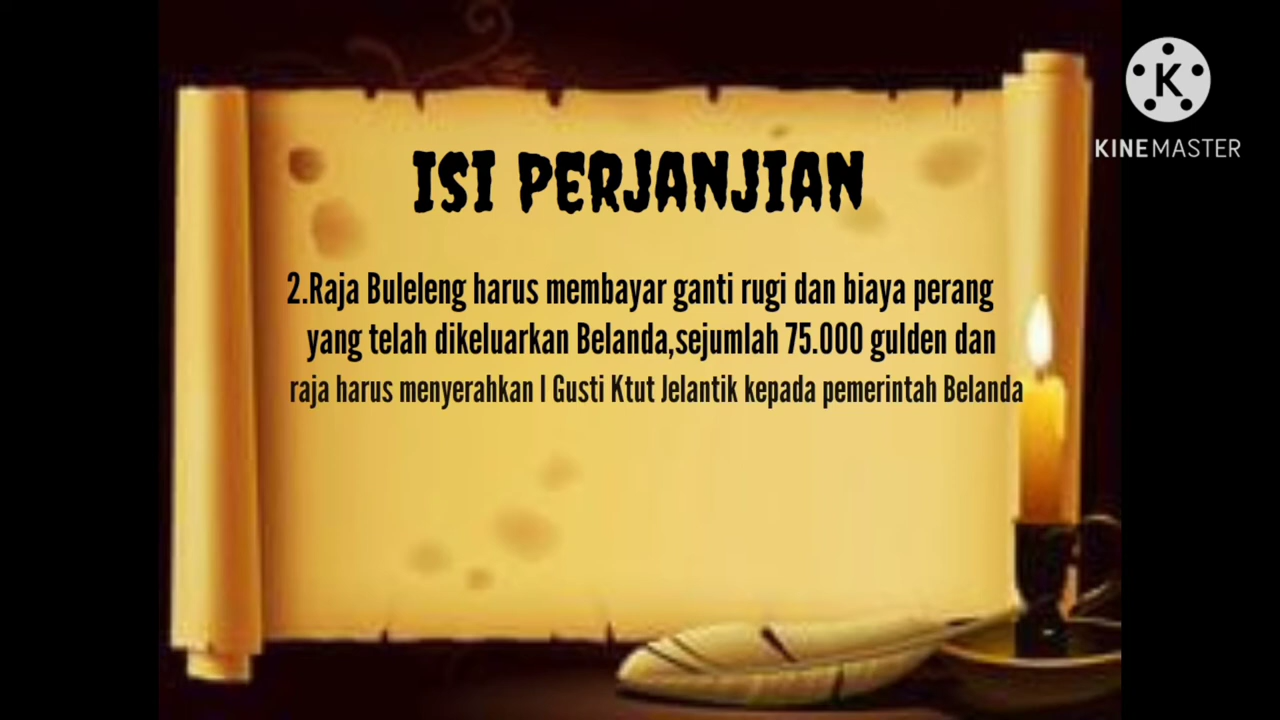 ISI PERJANJIAN
2.Raja Buleleng harus membayar ganti rugi dan biaya perang
yang telah dikeluarkan Belanda,sejumlah 75.000 gulden dan
raja harus menyerahkan I Gusti Ktut Jelantik kepada pemerintah Belanda
K
KINEMASTER